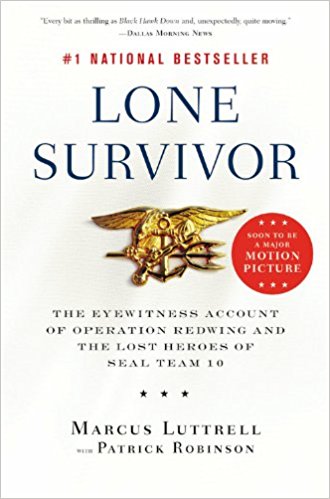 "Every bit as thrilling as Black Hawk Down and, unexpectedly, quite moving."
—DALLAS MORNING NEWS
#1 NATIONAL BESTSELLER
LONE
SURVIVOR
SOON TO BE
A MAJOR
MOTION
PICTURE
THE EYEWITNESS ACCOUNT
OF OPERATION REDWING AND
THE LOST HEROES OF
SEAL TEAM 10
MARCUS LUTTRELL
WITH PATRICK ROBINSON